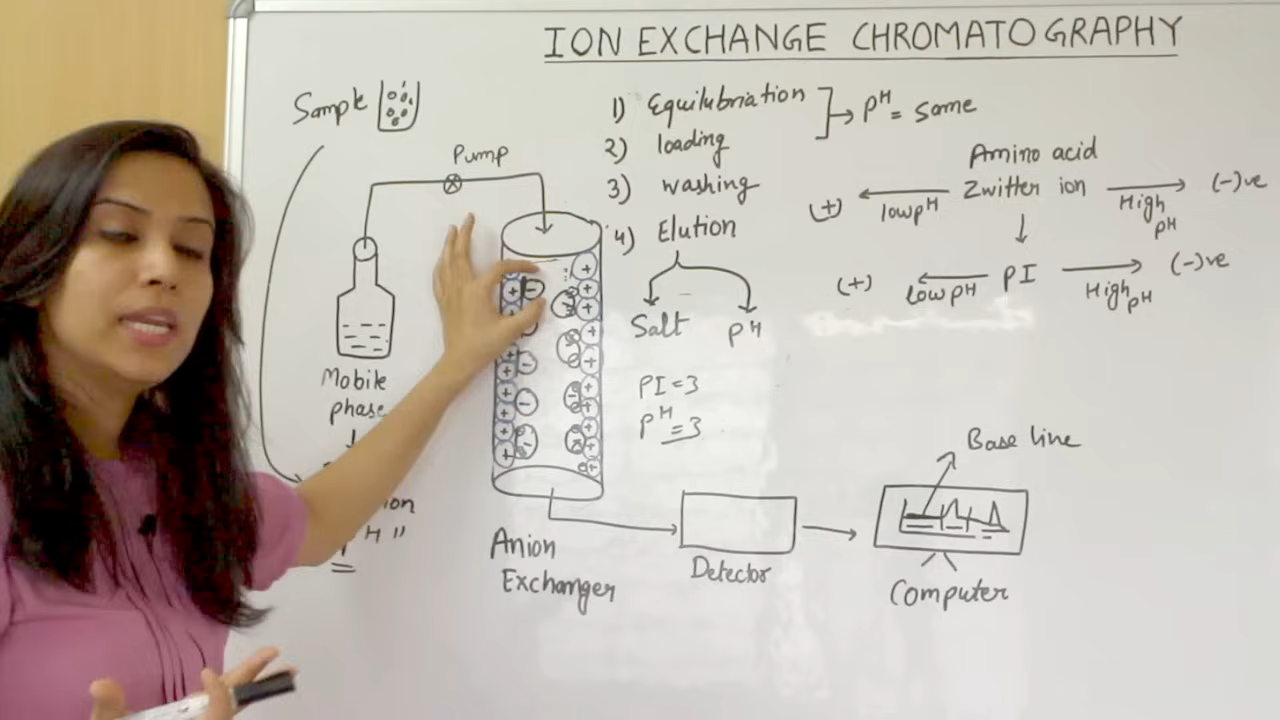 ION EXCHANGE CHROMATOGRAPHY
Sample
Pump
Mobile
phase
1) Equilubriation
2) loading
3) washing
4) Elution
→ pH = same
Salt
pH
PI=3
pH=3
Amino acid
Zwitter ion
(+) ← low pH
High pH → (-)ve
PI
(+) ← low pH
High pH → (-)ve
Anion
Exchanger
Detector
Base line
Computer